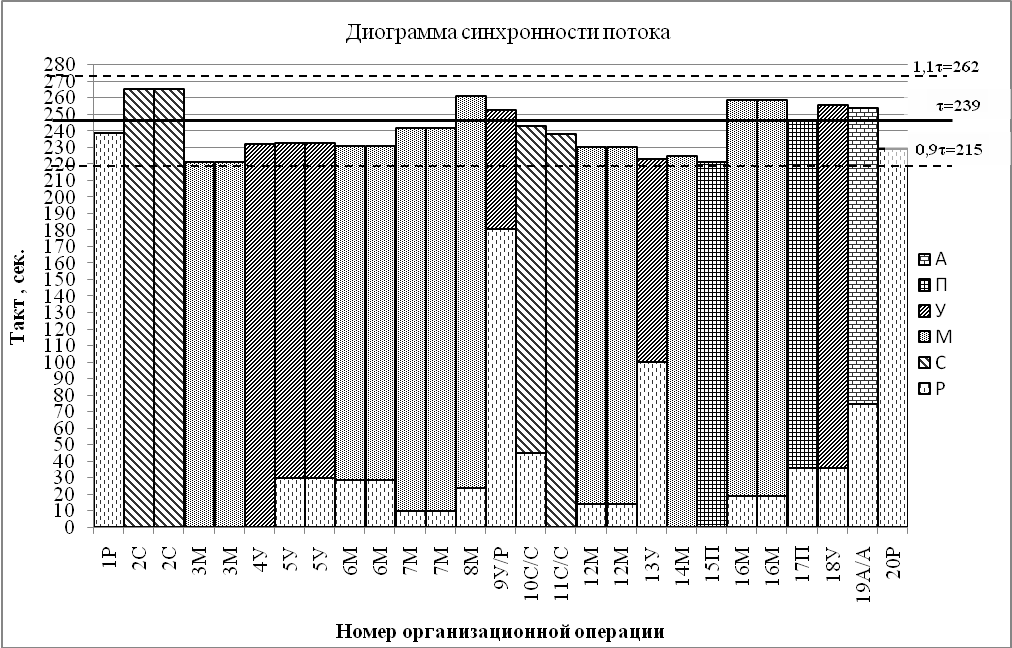 Диограмма синхронности потока
280
270
260
250
240
230
220
210
200
190
180
170
160
150
140
130
120
110
100
90
80
70
60
50
40
30
20
10
0
Такт , сек.
1,1τ=262
τ=239
0,9τ=215
А
П
У
М
С
Р
1Р 2С 2С 3М 3М 4У 5У 5У 6М 6М 7М 7М 8М 9У/Р 10С/С 11С/С 12М 12М 13У 14М 15П 16М 16М 17П 18У 19А/А 20Р
Номер организационной операции